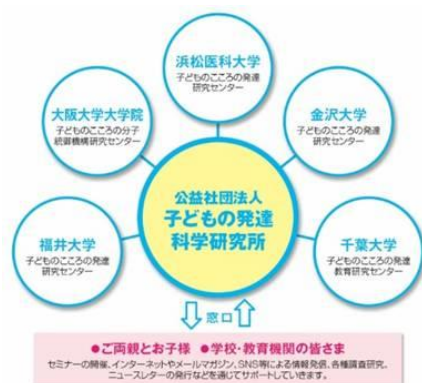 浜松医科大学
子どものこころの発達
研究センター
大阪大学大学院
子どものこころの分子
統御機構研究センター
金沢大学
子どものこころの発達
研究センター
公益社団法人
子どもの発達
科学研究所
福井大学
子どものこころの発達
研究センター
千葉大学
子どものこころの発達
教育研究センター
窓口
●ご両親とお子様 ●学校・教育機関の皆さま
セミナーの開催、インターネットやメールマガジン、SNS等による情報発信、各種調査研究、
ニュースレターの発行などを通じてサポートしていきます。